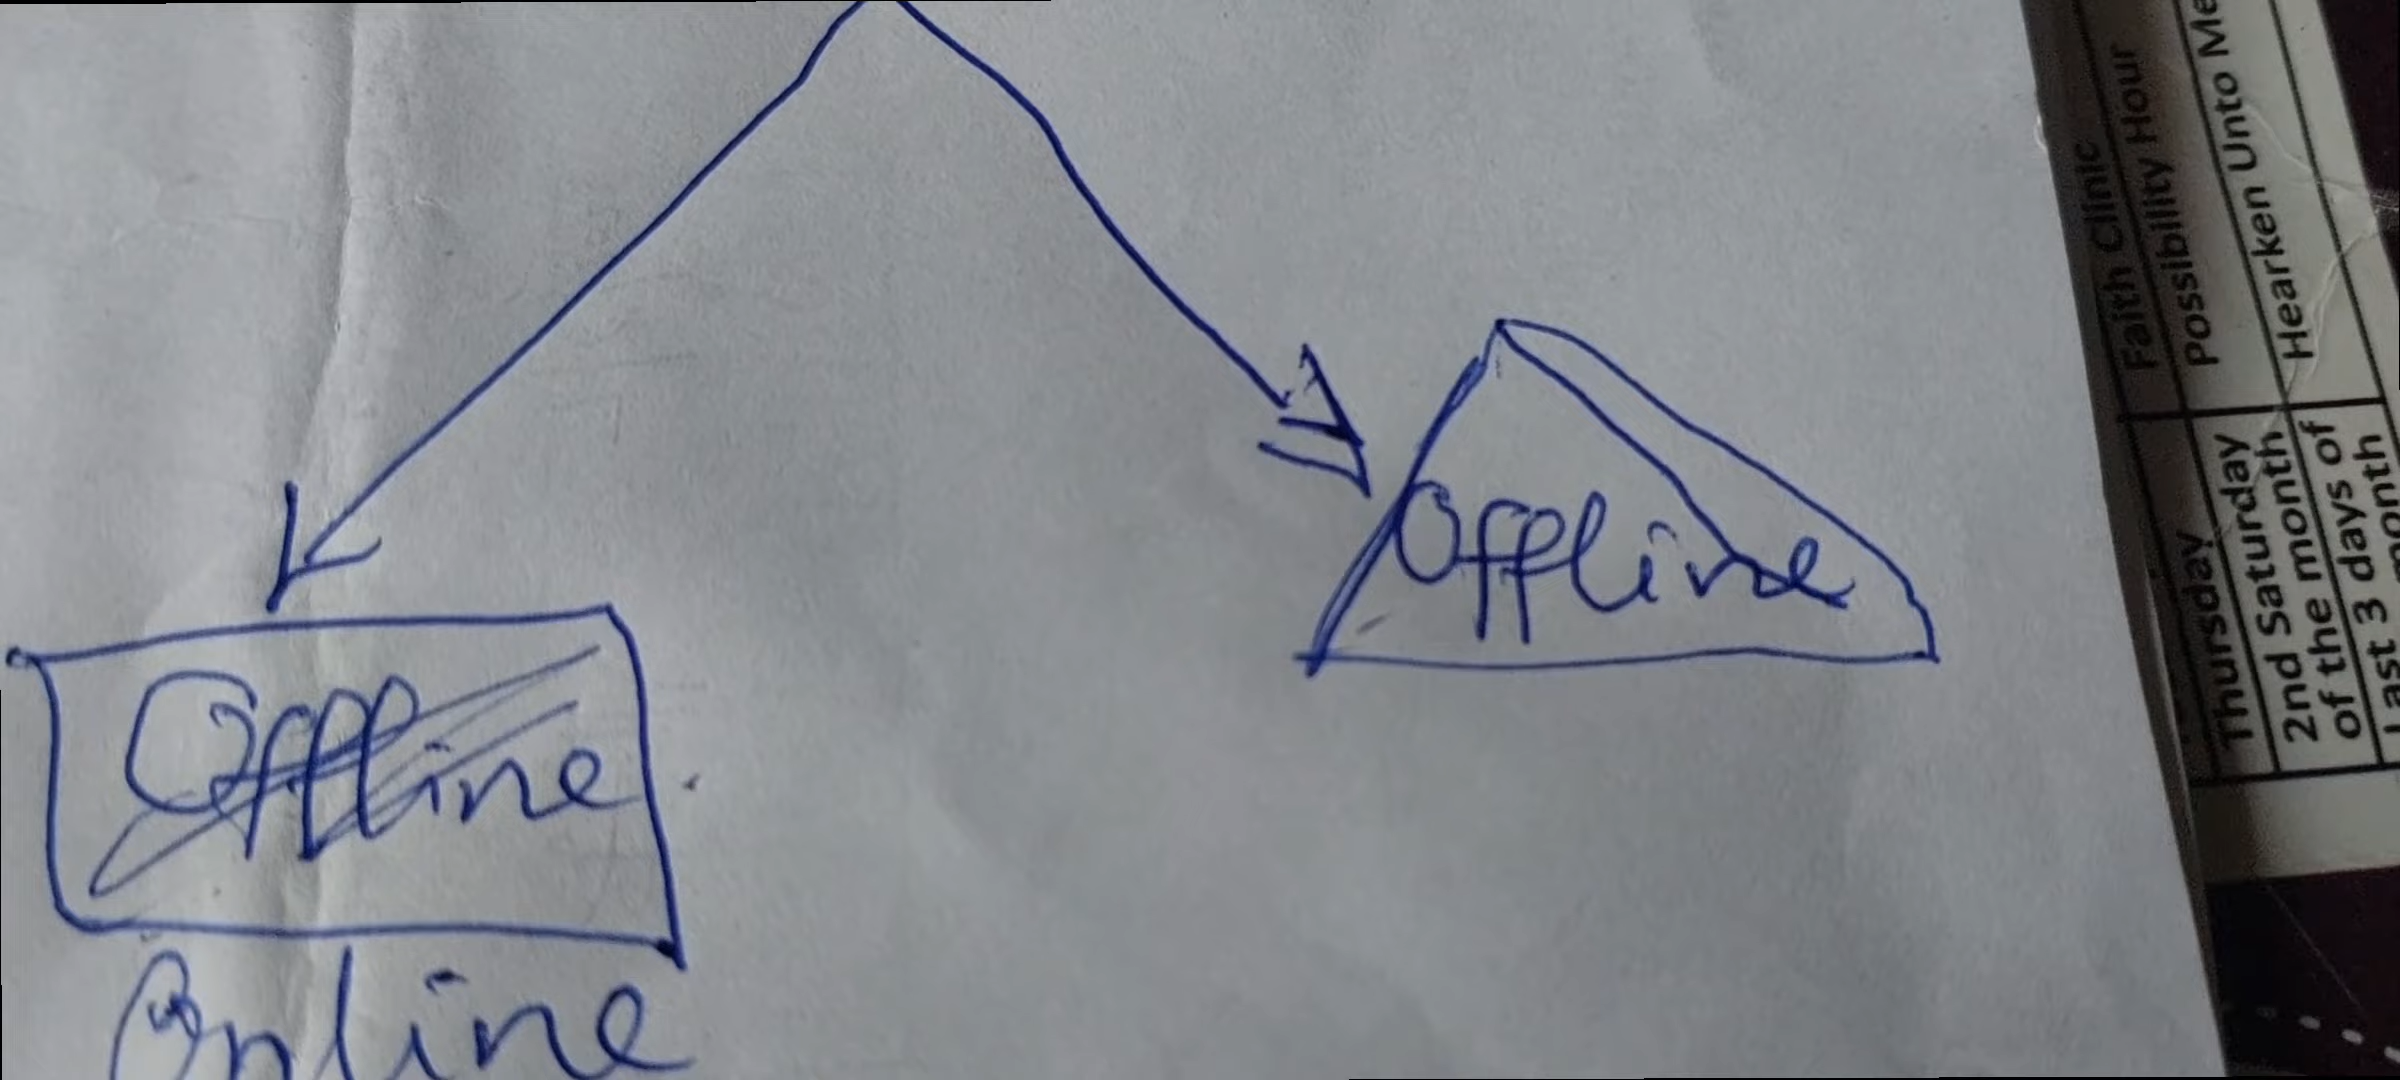 Offline
Offline
Online
Faith Clinic
Possibility Hour
Hearken Unto Me
Thursday
2nd Saturday
of the month
last 3 days of
month